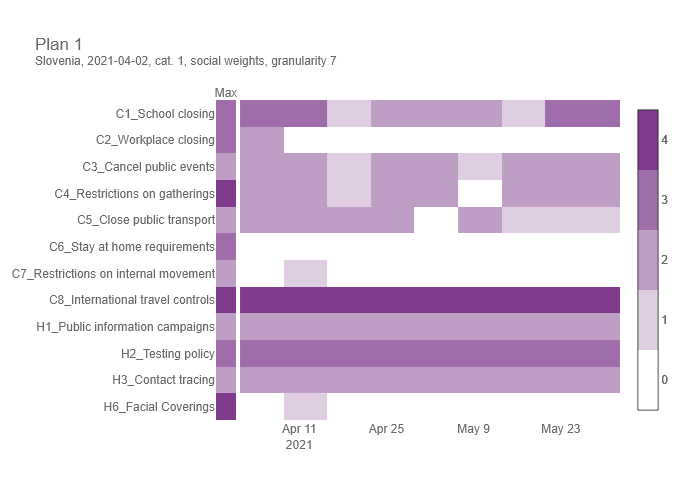 Plan 1
Slovenia, 2021-04-02, cat. 1, social weights, granularity 7
Max
C1_School closing
C2_Workplace closing
C3_Cancel public events
C4_Restrictions on gatherings
C5_Close public transport
C6_Stay at home requirements
C7_Restrictions on internal movement
C8_International travel controls
H1_Public information campaigns
H2_Testing policy
H3_Contact tracing
H6_Facial Coverings
Apr 11 Apr 25 May 9 May 23
2021
4
3
2
1
0